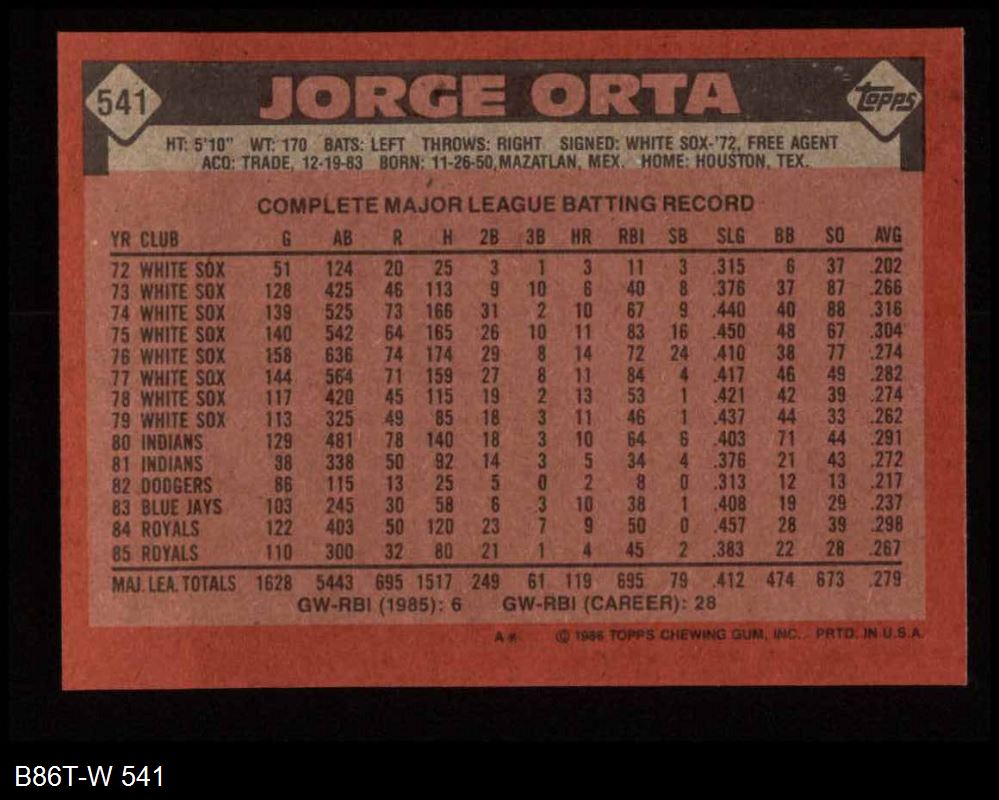 541 JORGE ORTA topps
HT: 5'10" WT: 170 BATS: LEFT THROWS: RIGHT SIGNED: WHITE SOX-'72, FREE AGENT
ACQ: TRADE, 12-19-83 BORN: 11-26-50, MAZATLAN, MEX. HOME: HOUSTON, TEX.
COMPLETE MAJOR LEAGUE BATTING RECORD
YR CLUB G AB R H 2B 3B HR RBI SB SLG BB SO AVG
72 WHITE SOX 51 124 20 25 3 1 3 11 3 .315 6 37 .202
73 WHITE SOX 128 425 46 113 9 10 6 40 8 .376 37 87 .266
74 WHITE SOX 139 525 73 166 31 2 10 67 9 .440 40 88 .316
75 WHITE SOX 140 542 64 165 26 10 11 83 16 .450 48 67 .304
76 WHITE SOX 158 636 74 174 29 8 14 72 24 .410 38 77 .274
77 WHITE SOX 144 564 71 159 27 8 11 84 4 .417 46 49 .282
78 WHITE SOX 117 420 45 115 19 2 13 53 1 .421 42 39 .274
79 WHITE SOX 113 325 49 85 18 3 11 46 1 .437 44 33 .262
80 INDIANS 129 481 78 140 18 3 10 64 6 .403 71 44 .291
81 INDIANS 98 338 50 92 14 3 5 34 4 .376 21 43 .272
82 DODGERS 86 115 13 25 5 0 2 8 0 .313 12 13 .217
83 BLUE JAYS 103 245 30 58 6 3 10 38 1 .408 19 29 .237
84 ROYALS 122 403 50 120 23 7 9 50 0 .457 28 39 .298
85 ROYALS 110 300 32 80 21 1 4 45 2 .383 22 28 .267
MAJ. LEA. TOTALS 1628 5443 695 1517 249 61 119 695 79 .412 474 673 .279
GW-RBI (1985): 6 GW-RBI (CAREER): 28
A* © 1986 TOPPS CHEWING GUM, INC. PRTD. IN U.S.A.
B86T-W 541